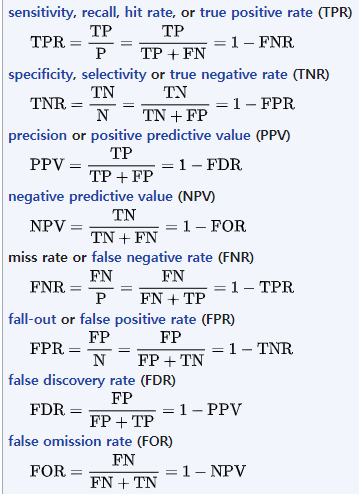 sensitivity, recall, hit rate, or true positive rate (TPR)
TPR = TP/P = TP/(TP + FN) = 1 − FNR
specificity, selectivity or true negative rate (TNR)
TNR = TN/N = TN/(TN + FP) = 1 − FPR
precision or positive predictive value (PPV)
PPV = TP/(TP + FP) = 1 − FDR
negative predictive value (NPV)
NPV = TN/(TN + FN) = 1 − FOR
miss rate or false negative rate (FNR)
FNR = FN/P = FN/(FN + TP) = 1 − TPR
fall-out or false positive rate (FPR)
FPR = FP/N = FP/(FP + TN) = 1 − TNR
false discovery rate (FDR)
FDR = FP/(FP + TP) = 1 − PPV
false omission rate (FOR)
FOR = FN/(FN + TN) = 1 − NPV